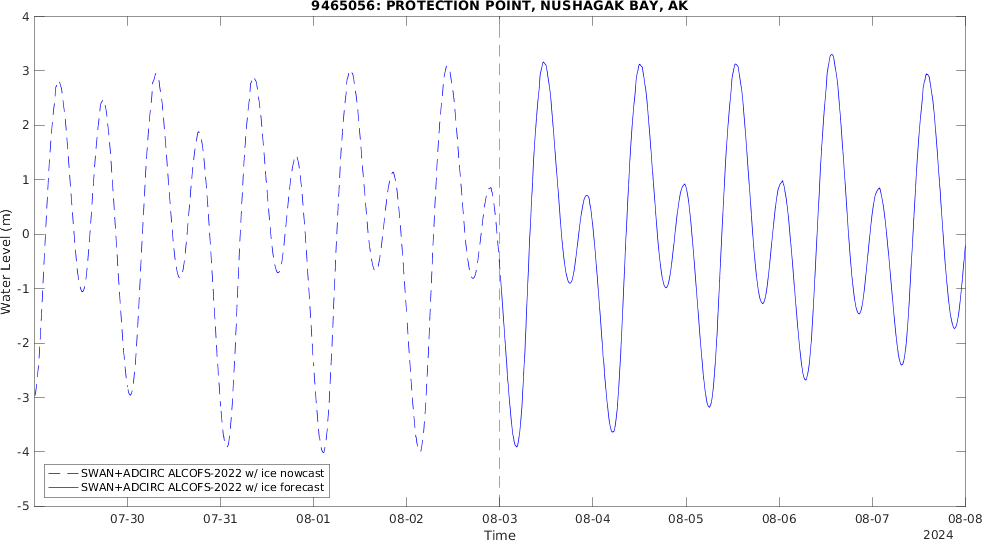 9465056: PROTECTION POINT, NUSHAGAK BAY, AK
Water Level (m)
4
3
2
1
0
-1
-2
-3
-4
-5
SWAN+ADCIRC ALCOFS-2022 w/ ice nowcast
SWAN+ADCIRC ALCOFS-2022 w/ ice forecast
07-30 07-31 08-01 08-02 08-03 08-04 08-05 08-06 08-07 08-08
Time
2024